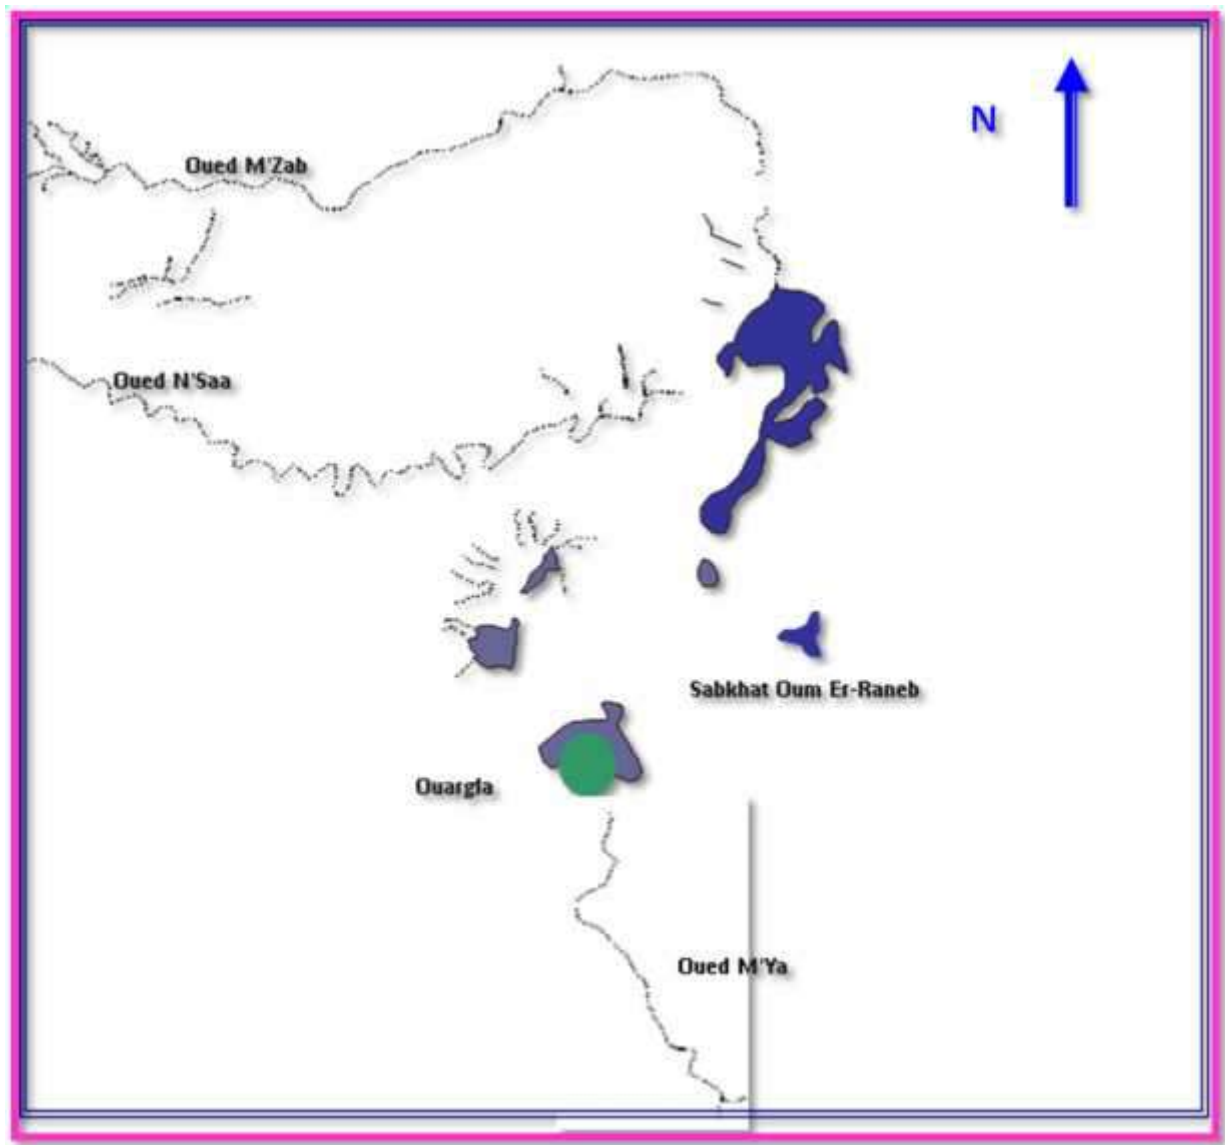 N
Oued M'Zab
Oued N'Saa
Sabkhat Oum Er-Raneb
Ouargla
Oued M'Ya